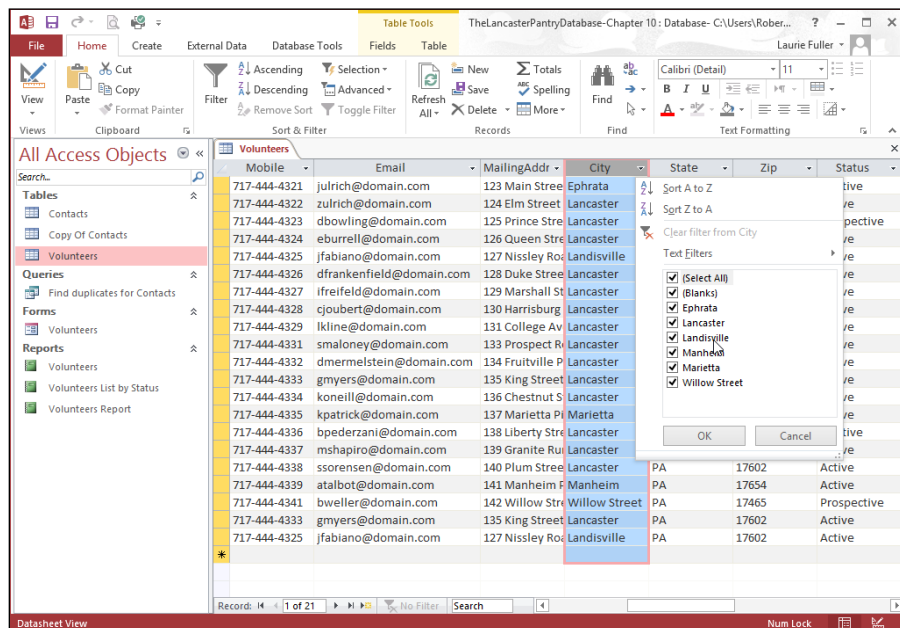 Table Tools
TheLancasterPantryDatabase-Chapter 10 : Database- C:\Users\Rober... ?
File Home Create External Data Database Tools Fields Table Laurie Fuller
Cut
Copy
Format Painter
View Paste
Views Clipboard
Filter
Ascending
Descending
Remove Sort
Selection
Advanced
Toggle Filter
Sort & Filter
Refresh
All
New
Save
Delete
Totals
Spelling
More
Records
Find
Find
Calibri (Detail) 11
B I U
A
Text Formatting
All Access Objects
Search...
Tables
Contacts
Copy Of Contacts
Volunteers
Queries
Find duplicates for Contacts
Forms
Volunteers
Reports
Volunteers
Volunteers List by Status
Volunteers Report
Volunteers
Mobile Email MailingAddr City State Zip Status
717-444-4321 julrich@domain.com 123 Main Stree Ephrata tive
717-444-4322 zulrich@domain.com 124 Elm Street Lancaster ve
717-444-4323 dbowling@domain.com 125 Prince Stre Lancaster spective
717-444-4324 eburrell@domain.com 126 Queen Stre Lancaster ve
717-444-4325 jfabiano@domain.com 127 Nissley Roa Landisville ve
717-444-4326 dfrankenfield@domain.com 128 Duke Stree Lancaster ve
717-444-4327 ifreifeld@domain.com 129 Marshall St Lancaster ve
717-444-4328 cjoubert@domain.com 130 Harrisburg Lancaster ve
717-444-4329 lkline@domain.com 131 College Av Lancaster ve
717-444-4331 smaloney@domain.com 133 Prospect R Lancaster ve
717-444-4332 dmermelstein@domain.com 134 Fruitville P Lancaster ve
717-444-4333 gmyers@domain.com 135 King Street Lancaster ve
717-444-4334 koneill@domain.com 136 Chestnut S Lancaster ve
717-444-4335 kpatrick@domain.com 137 Marietta Pi Marietta ve
717-444-4336 bpederzani@domain.com 138 Liberty Stre Lancaster tive
717-444-4337 mshapiro@domain.com 139 Granite Ru Lancaster ve
717-444-4338 ssorensen@domain.com 140 Plum Stree Lancaster PA 17602 Active
717-444-4339 atalbot@domain.com 141 Manheim P Manheim PA 17654 Active
717-444-4341 bweller@domain.com 142 Willow Stre Willow Street PA 17465 Prospective
717-444-4333 gmyers@domain.com 135 King Street Lancaster PA 17602 Active
717-444-4325 jfabiano@domain.com 127 Nissley Roa Landisville PA 17602 Active
Sort A to Z
Sort Z to A
Clear filter from City
Text Filters
(Select All)
(Blanks)
Ephrata
Lancaster
Landisville
Manheim
Marietta
Willow Street
OK Cancel
Record: 1 of 21 No Filter Search
Datasheet View Num Lock